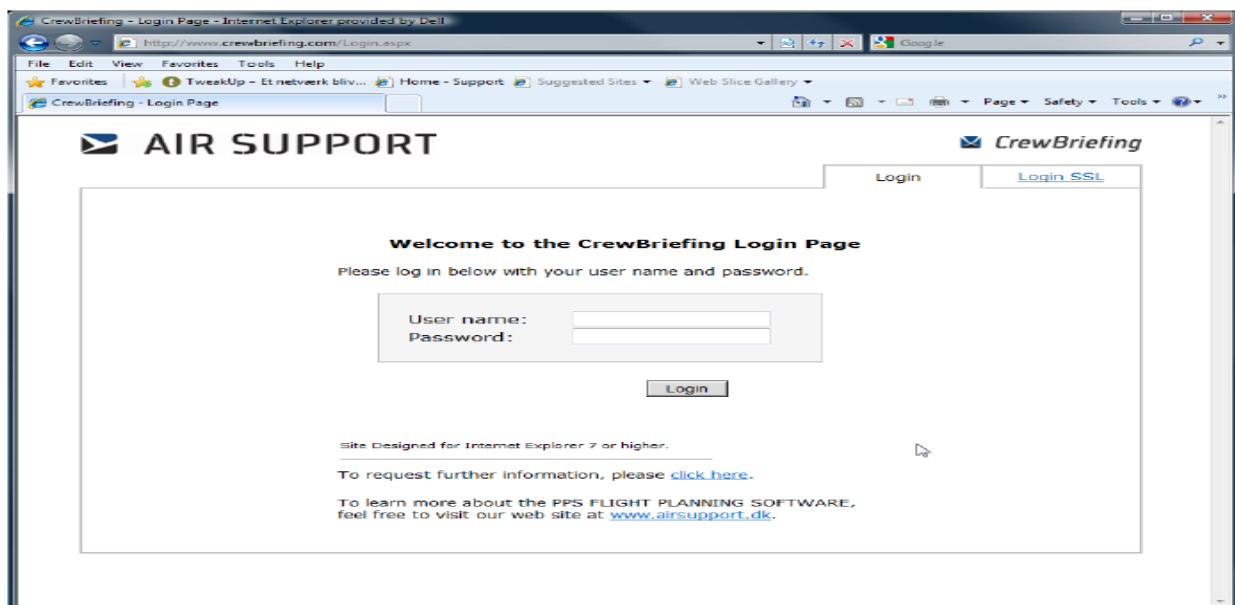 CrewBriefing - Login Page - Internet Explorer provided by Dell
http://www.crewbriefing.com/Login.aspx
Google
File Edit View Favorites Tools Help
Favorites TweakUp - Et netværk bliv... Home - Support Suggested Sites Web Slice Gallery
CrewBriefing - Login Page
Page Safety Tools
AIR SUPPORT
CrewBriefing
Login
Login SSL
Welcome to the CrewBriefing Login Page
Please log in below with your user name and password.
User name:
Password:
Login
Site Designed for Internet Explorer 7 or higher.
To request further information, please click here.
To learn more about the PPS FLIGHT PLANNING SOFTWARE,
feel free to visit our web site at www.airsupport.dk.